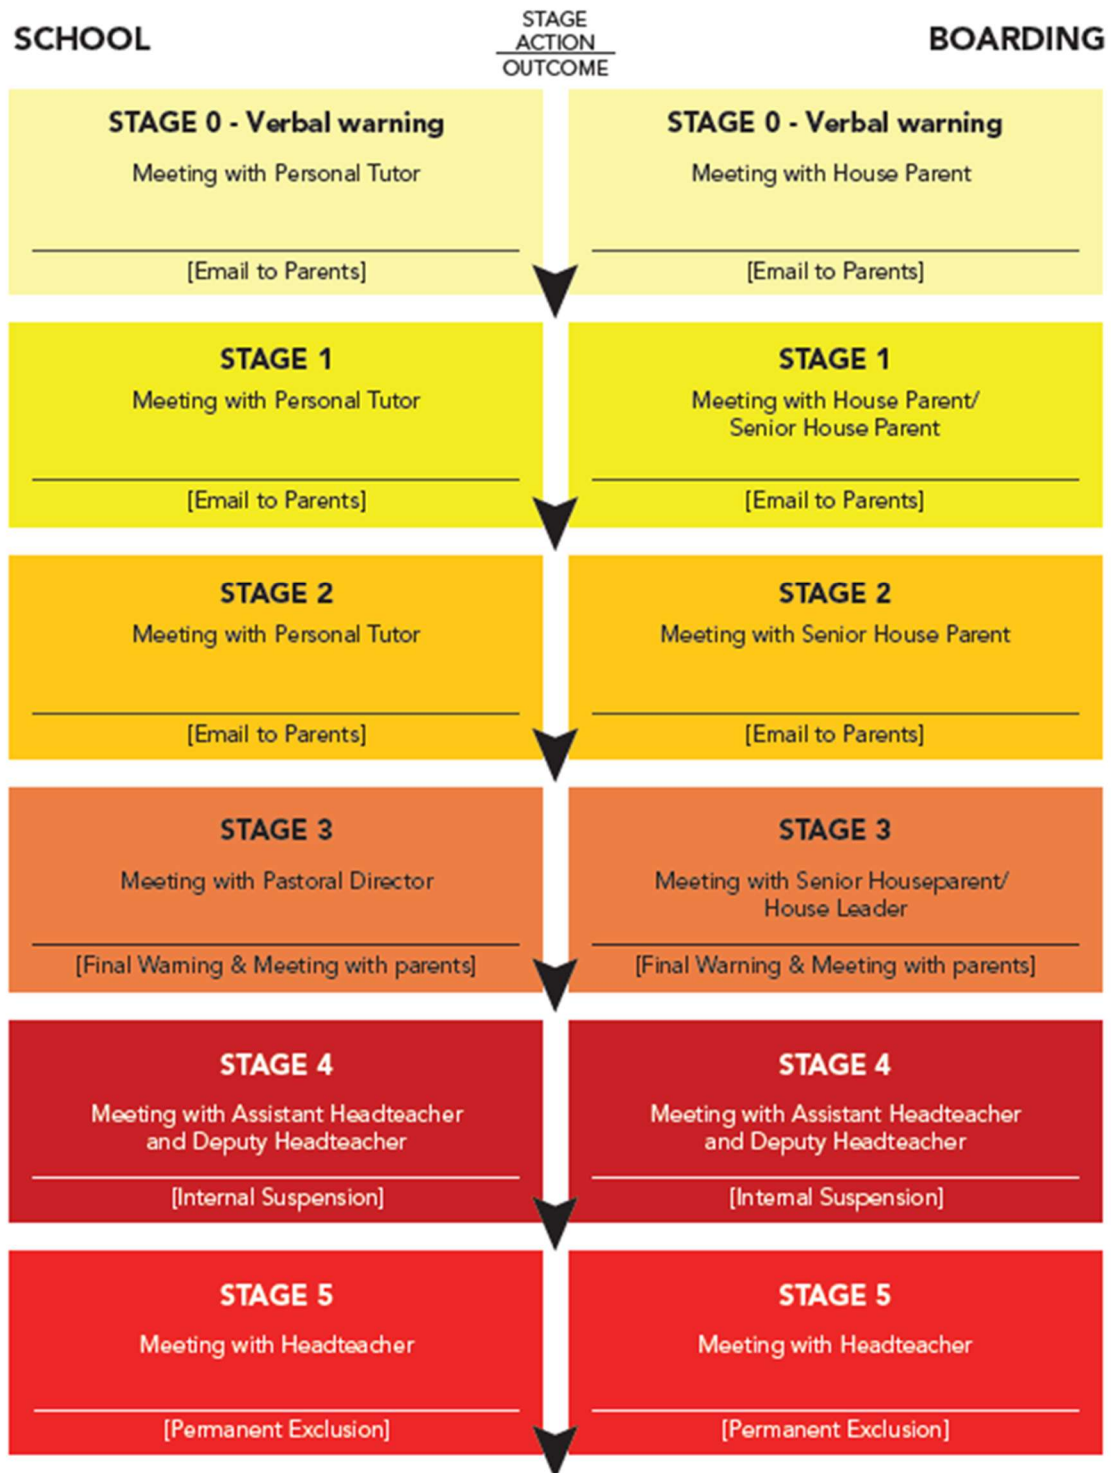 SCHOOL
STAGE
ACTION
OUTCOME
BOARDING
STAGE 0 - Verbal warning
Meeting with Personal Tutor
[Email to Parents]
STAGE 0 - Verbal warning
Meeting with House Parent
[Email to Parents]
STAGE 1
Meeting with Personal Tutor
[Email to Parents]
STAGE 1
Meeting with House Parent/
Senior House Parent
[Email to Parents]
STAGE 2
Meeting with Personal Tutor
[Email to Parents]
STAGE 2
Meeting with Senior House Parent
[Email to Parents]
STAGE 3
Meeting with Pastoral Director
[Final Warning & Meeting with parents]
STAGE 3
Meeting with Senior Houseparent/
House Leader
[Final Warning & Meeting with parents]
STAGE 4
Meeting with Assistant Headteacher
and Deputy Headteacher
[Internal Suspension]
STAGE 4
Meeting with Assistant Headteacher
and Deputy Headteacher
[Internal Suspension]
STAGE 5
Meeting with Headteacher
[Permanent Exclusion]
STAGE 5
Meeting with Headteacher
[Permanent Exclusion]